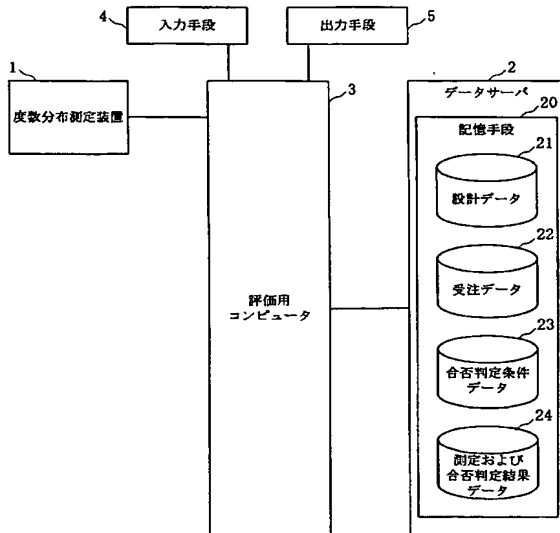 4
入力手段
出力手段
5
1
度数分布測定装置
3
評価用
コンピュータ
2
データサーバ
20
記憶手段
21
設計データ
22
受注データ
23
合否判定条件
データ
24
測定および
合否判定結果
データ